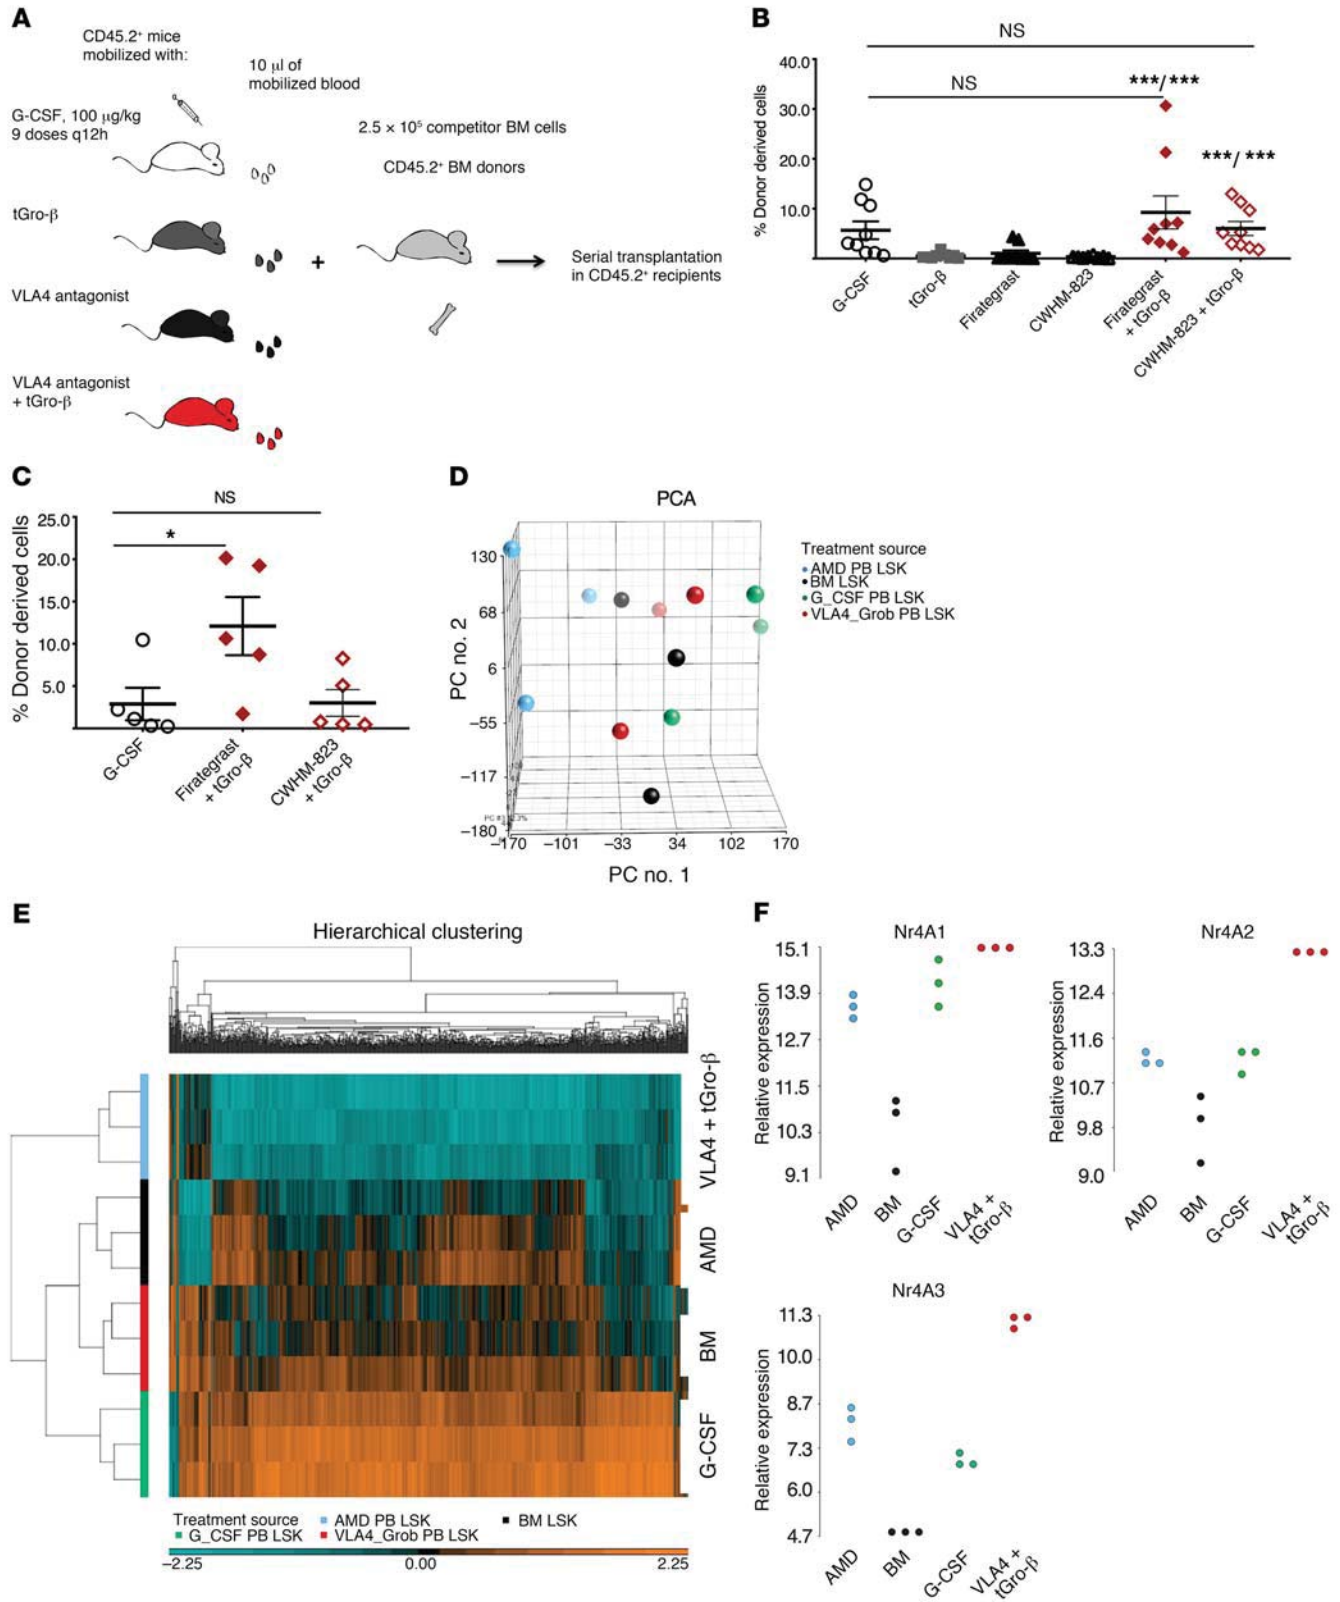 A
CD45.2⁺ mice
mobilized with:
10 μl of
mobilized blood
G-CSF, 100 μg/kg
9 doses q12h
2.5 × 10⁵ competitor BM cells
CD45.2⁺ BM donors
tGro-β
+
Serial transplantation
in CD45.2⁺ recipients
VLA4 antagonist
VLA4 antagonist
+ tGro-β
B
NS
NS
***/***
***/***
% Donor derived cells
40.0
30.0
20.0
10.0
G-CSF
tGro-β
Firategrast
CWHM-823
Firategrast
+ tGro-β
CWHM-823 + tGro-β
C
NS
*
% Donor derived cells
25.0
20.0
15.0
10.0
5.0
G-CSF
Firategrast
+ tGro-β
CWHM-823
+ tGro-β
D
PCA
PC no. 2
130
68
6
−55
−117
−180
−170
−101
−33
34
102
170
PC no. 1
Treatment source
AMD PB LSK
BM LSK
G_CSF PB LSK
VLA4_Grob PB LSK
E
Hierarchical clustering
VLA4 + tGro-β
AMD
BM
G-CSF
Treatment source
AMD PB LSK
BM LSK
G_CSF PB LSK
VLA4_Grob PB LSK
−2.25
0.00
2.25
F
Nr4A1
Relative expression
15.1
13.9
12.7
11.5
10.3
9.1
AMD
BM
G-CSF
VLA4 +
tGro-β
Nr4A2
Relative expression
13.3
12.4
11.6
10.7
9.8
9.0
AMD
BM
G-CSF
VLA4 +
tGro-β
Nr4A3
Relative expression
11.3
10.0
8.7
7.3
6.0
4.7
AMD
BM
G-CSF
VLA4 +
tGro-β